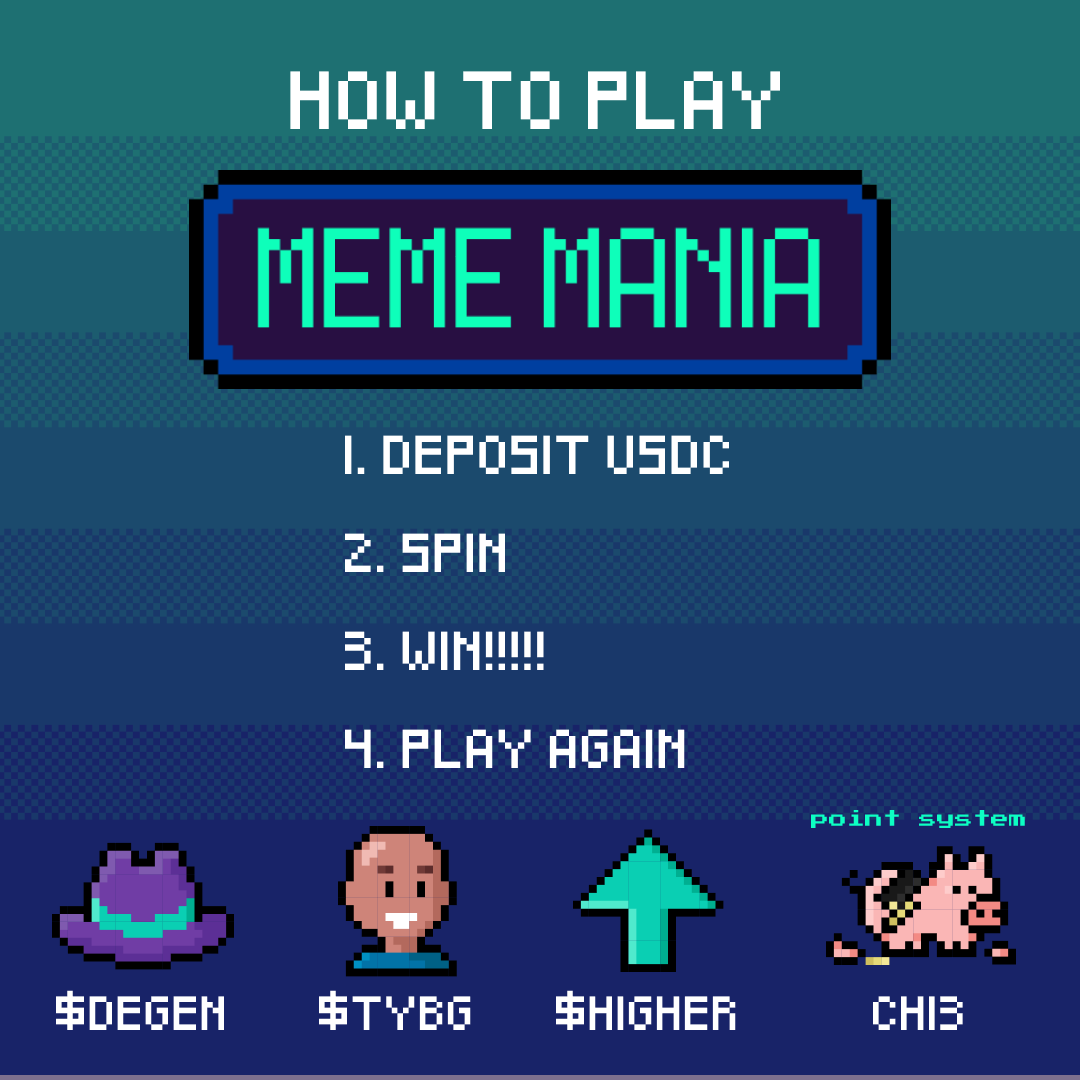 HOW TO PLAY
MEME MANIA
1. DEPOSIT USDC
2. SPIN
3. WIN!!!!!
4. PLAY AGAIN
point system
$DEGEN $TYBG $HIGHER CHI3